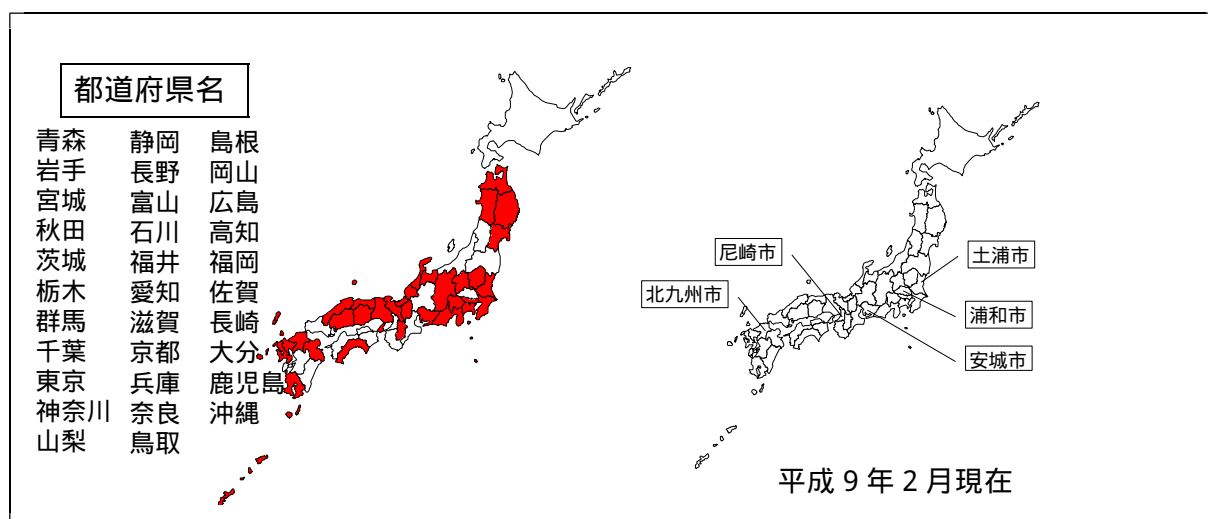 都道府県名
青森 静岡 島根
岩手 長野 岡山
宮城 富山 広島
秋田 石川 高知
茨城 福井 福岡
栃木 愛知 佐賀
群馬 滋賀 長崎
千葉 京都 大分
東京 兵庫 鹿児島
神奈川 奈良 沖縄
山梨 鳥取
尼崎市
土浦市
北九州市
浦和市
安城市
平成9年2月現在